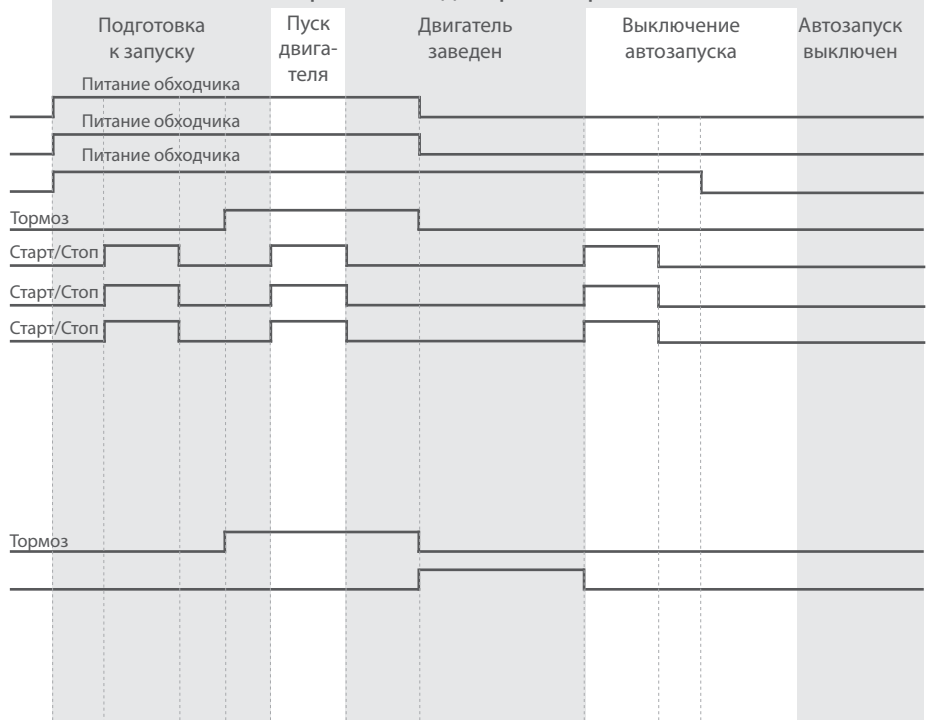 Подготовка
к запуску
Пуск
двига-
теля
Двигатель
заведен
Выключение
автозапуска
Автозапуск
выключен
Питание обходчика
Питание обходчика
Питание обходчика
Тормоз
Старт/Стоп
Старт/Стоп
Старт/Стоп
Тормоз